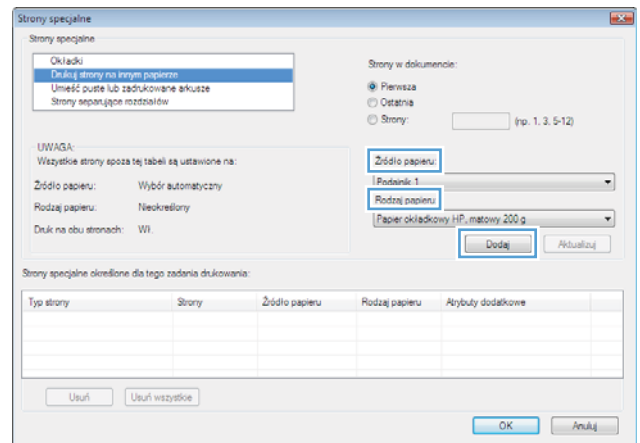 Strony specjalne
Strony specjalne
Okładki
Drukuj strony na innym papierze
Umieść puste lub zadrukowane arkusze
Strony separujące rozdziałów
Strony w dokumencie:
Pierwsza
Ostatnia
Strony:
(np. 1, 3, 5-12)
UWAGA:
Wszystkie strony spoza tej tabeli są ustawione na:
Źródło papieru: Wybór automatyczny
Rodzaj papieru: Nieokreślony
Druk na obu stronach: Wł.
Źródło papieru:
Podajnik 1
Rodzaj papieru:
Papier okładkowy HP, matowy 200 g
Dodaj Aktualizuj
Strony specjalne określone dla tego zadania drukowania:
Typ strony Strony Źródło papieru Rodzaj papieru Atrybuty dodatkowe
Usuń Usuń wszystkie
OK Anuluj